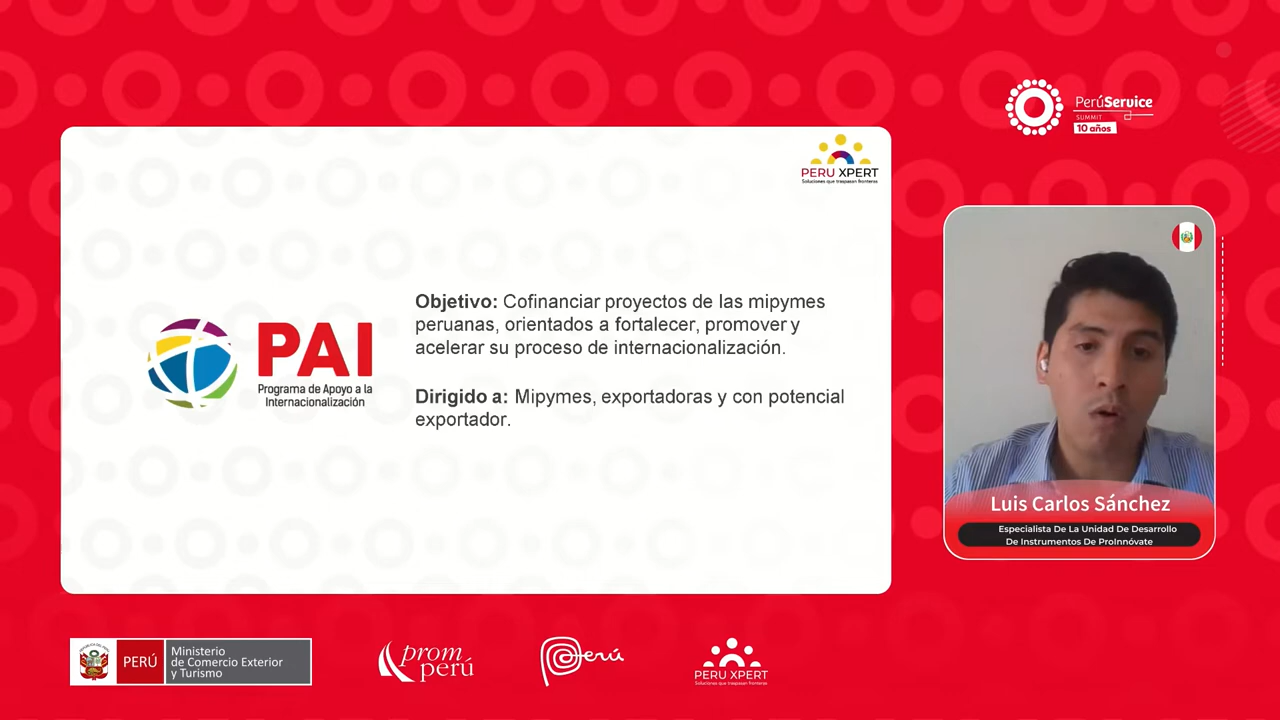 PerúService
SUMMIT
10 años
PERU XPERT
Soluciones que traspasan fronteras
PAI
Programa de Apoyo a la
Internacionalización
Objetivo: Cofinanciar proyectos de las mipymes
peruanas, orientados a fortalecer, promover y
acelerar su proceso de internacionalización.
Dirigido a: Mipymes, exportadoras y con potencial
exportador.
Luis Carlos Sánchez
Especialista De La Unidad De Desarrollo
De Instrumentos De ProInnóvate
PERÚ
Ministerio
de Comercio Exterior
y Turismo
prom
perú
Perú
PERU XPERT
Soluciones que traspasan fronteras